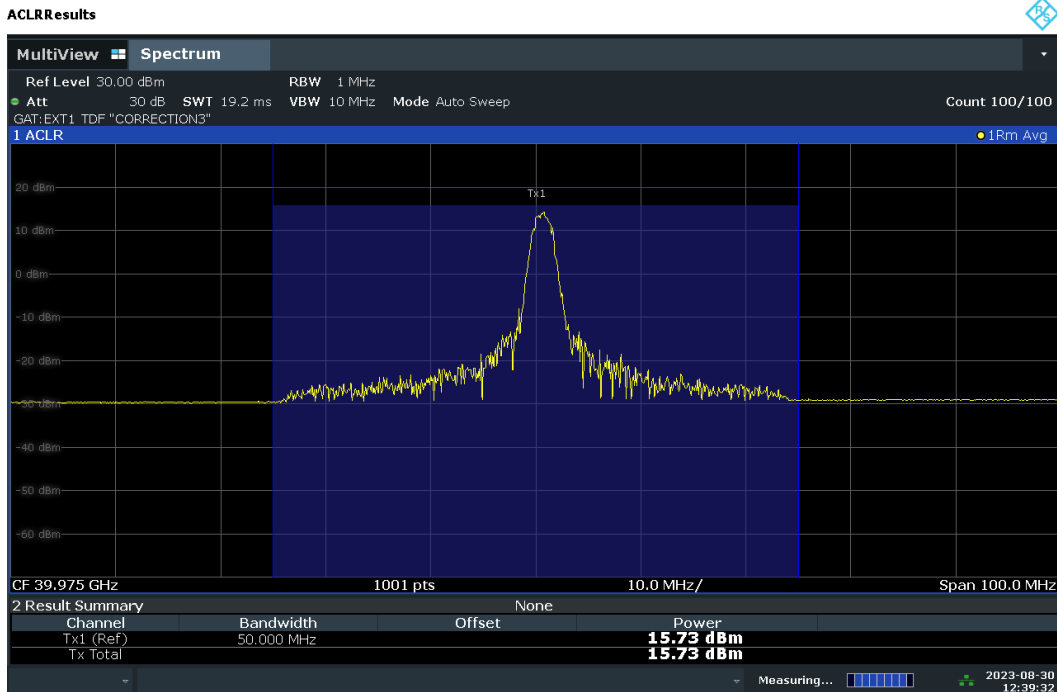 ACLRResults
R&S
MultiView Spectrum
Ref Level 30.00 dBm RBW 1 MHz
Att 30 dB SWT 19.2 ms VBW 10 MHz Mode Auto Sweep Count 100/100
GAT:EXT1 TDF "CORRECTION3"
1 ACLR 1Rm Avg
20 dBm
Tx1
10 dBm
0 dBm
-10 dBm
-20 dBm
-30 dBm
-40 dBm
-50 dBm
-60 dBm
CF 39.975 GHz 1001 pts 10.0 MHz/ Span 100.0 MHz
2 Result Summary None
Channel Bandwidth Offset Power
Tx1 (Ref) 50.000 MHz 15.73 dBm
Tx Total 15.73 dBm
Measuring... 2023-08-30
12:39:32